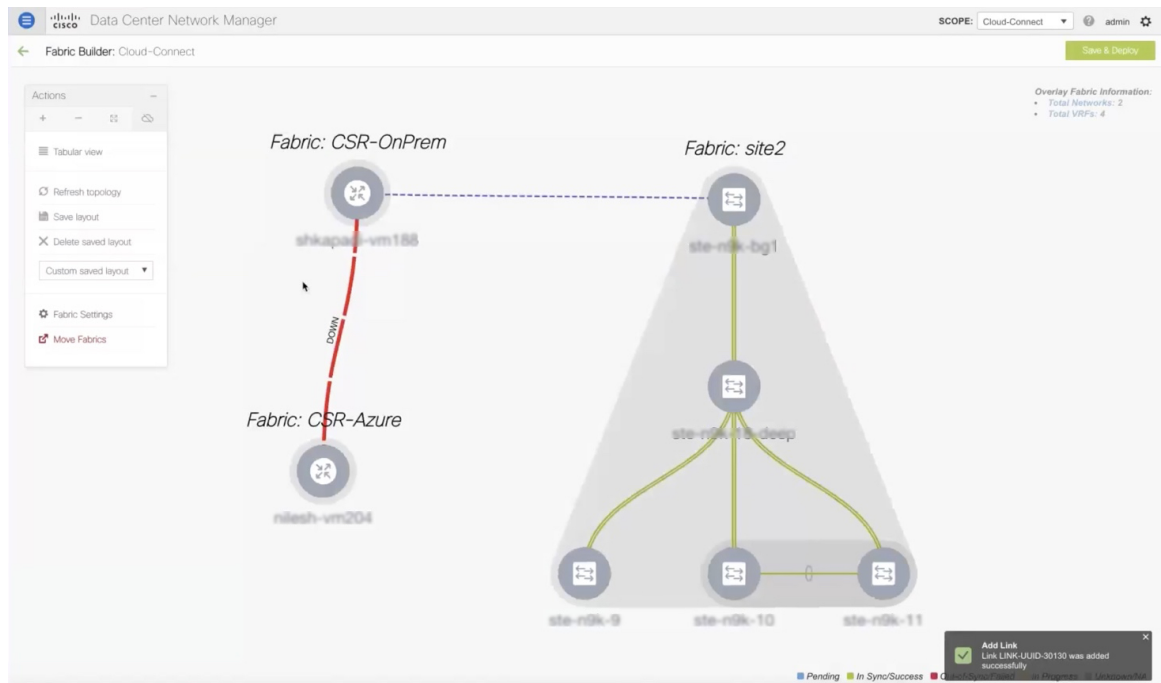 cisco Data Center Network Manager
SCOPE: Cloud-Connect admin
Fabric Builder: Cloud-Connect
Save & Deploy
Actions
Tabular view
Refresh topology
Save layout
Delete saved layout
Custom saved layout
Fabric Settings
Move Fabrics
Overlay Fabric Information:
Total Networks: 2
Total VRFs: 4
Fabric: CSR-OnPrem
Fabric: site2
ste-n9k-bg1
DOWN
Fabric: CSR-Azure
nilesh-vm204
ste-n9k-9
ste-n9k-10
ste-n9k-11
Add Link
Link LINK-UUID-30130 was added
successfully
Pending In Sync/Success